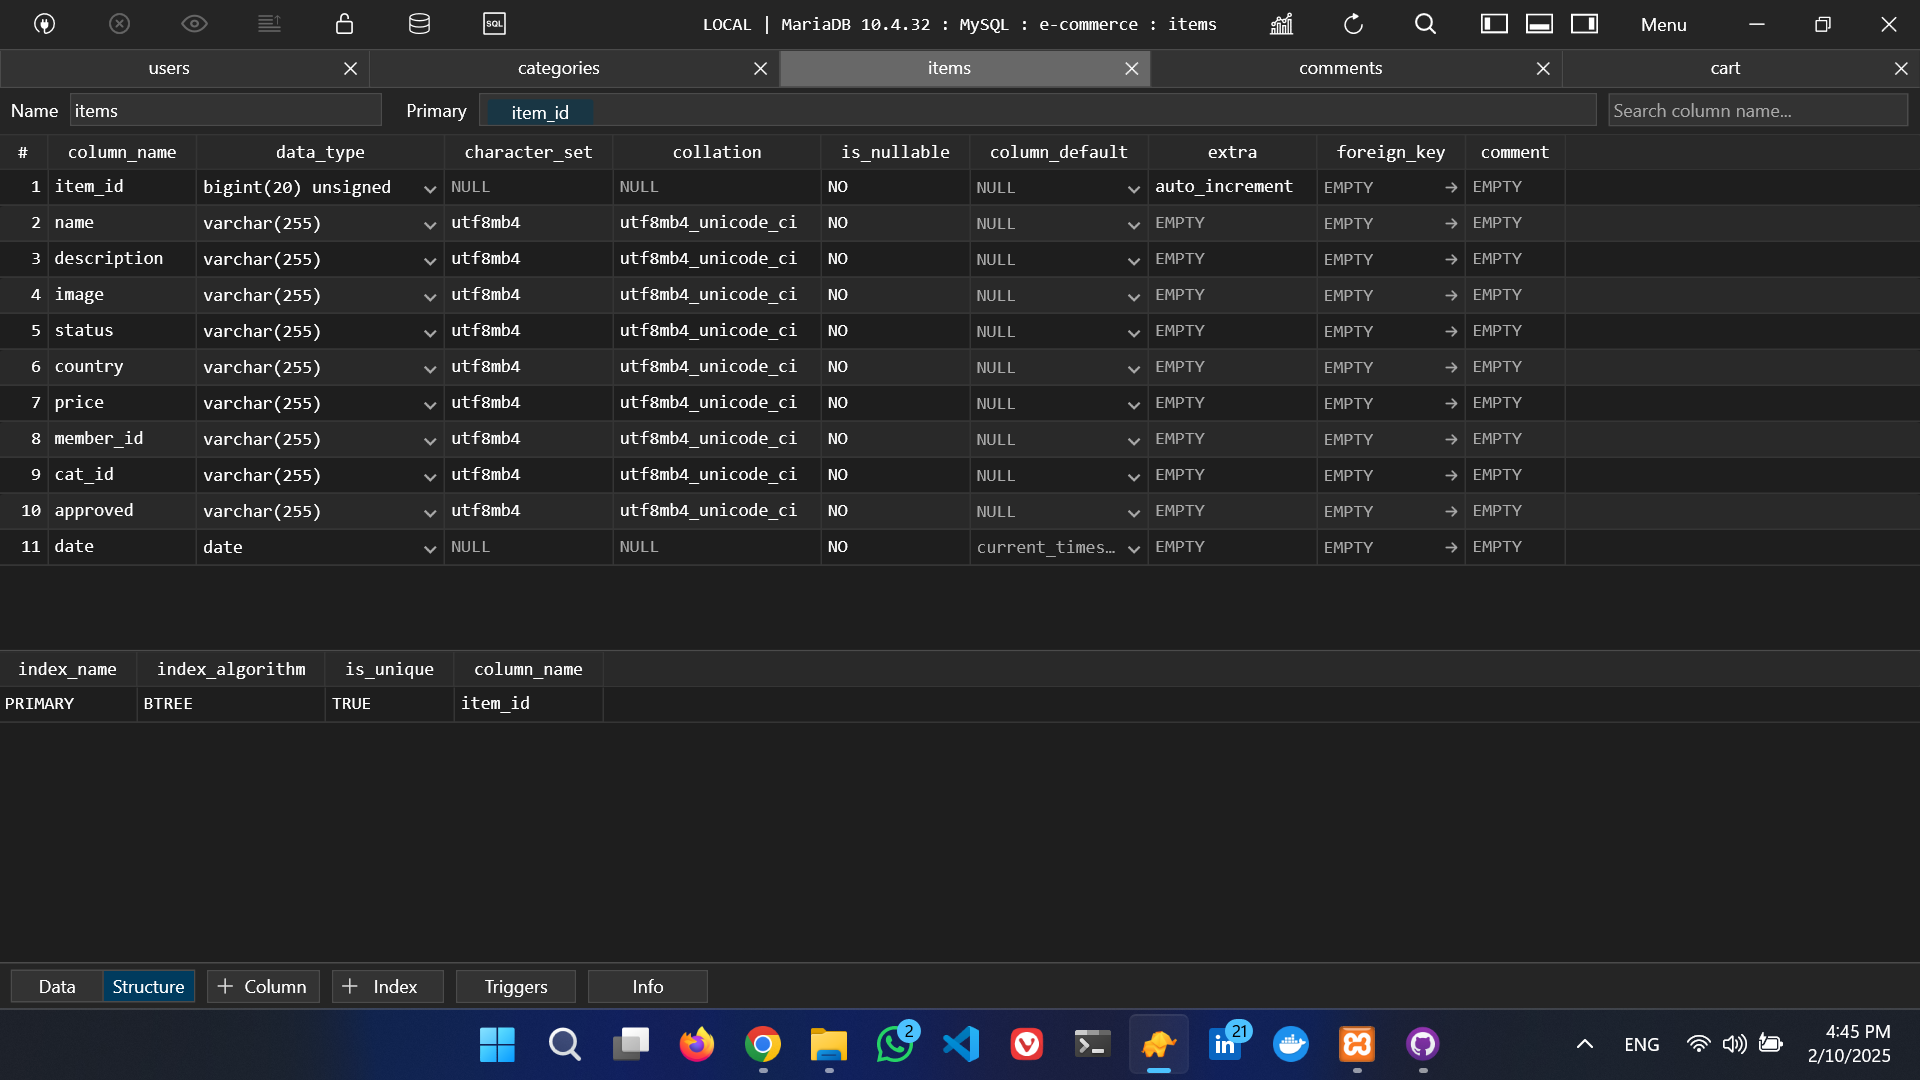 SQL LOCAL | MariaDB 10.4.32 : MySQL : e-commerce : items Menu
users categories items comments cart
Name items Primary item_id Search column name...
# column_name data_type character_set collation is_nullable column_default extra foreign_key comment
1 item_id bigint(20) unsigned NULL NULL NO NULL auto_increment EMPTY EMPTY
2 name varchar(255) utf8mb4 utf8mb4_unicode_ci NO NULL EMPTY EMPTY EMPTY
3 description varchar(255) utf8mb4 utf8mb4_unicode_ci NO NULL EMPTY EMPTY EMPTY
4 image varchar(255) utf8mb4 utf8mb4_unicode_ci NO NULL EMPTY EMPTY EMPTY
5 status varchar(255) utf8mb4 utf8mb4_unicode_ci NO NULL EMPTY EMPTY EMPTY
6 country varchar(255) utf8mb4 utf8mb4_unicode_ci NO NULL EMPTY EMPTY EMPTY
7 price varchar(255) utf8mb4 utf8mb4_unicode_ci NO NULL EMPTY EMPTY EMPTY
8 member_id varchar(255) utf8mb4 utf8mb4_unicode_ci NO NULL EMPTY EMPTY EMPTY
9 cat_id varchar(255) utf8mb4 utf8mb4_unicode_ci NO NULL EMPTY EMPTY EMPTY
10 approved varchar(255) utf8mb4 utf8mb4_unicode_ci NO NULL EMPTY EMPTY EMPTY
11 date date NULL NULL NO current_times... EMPTY EMPTY EMPTY
index_name index_algorithm is_unique column_name
PRIMARY BTREE TRUE item_id
Data Structure + Column + Index Triggers Info
2 in 21 ENG 4:45 PM
2/10/2025